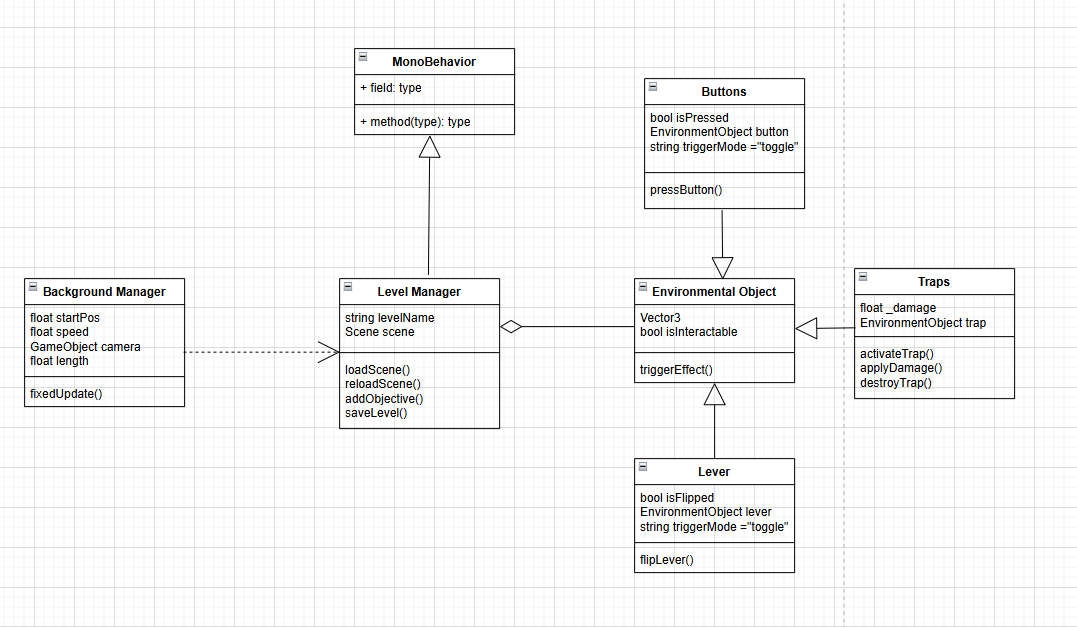 MonoBehavior
+ field: type
+ method(type): type
Buttons
bool isPressed
EnvironmentObject button
string triggerMode ="toggle"
pressButton()
Background Manager
float startPos
float speed
GameObject camera
float length
fixedUpdate()
Level Manager
string levelName
Scene scene
loadScene()
reloadScene()
addObjective()
saveLevel()
Environmental Object
Vector3
bool isInteractable
triggerEffect()
Traps
float _damage
EnvironmentObject trap
activateTrap()
applyDamage()
destroyTrap()
Lever
bool isFlipped
EnvironmentObject lever
string triggerMode ="toggle"
flipLever()